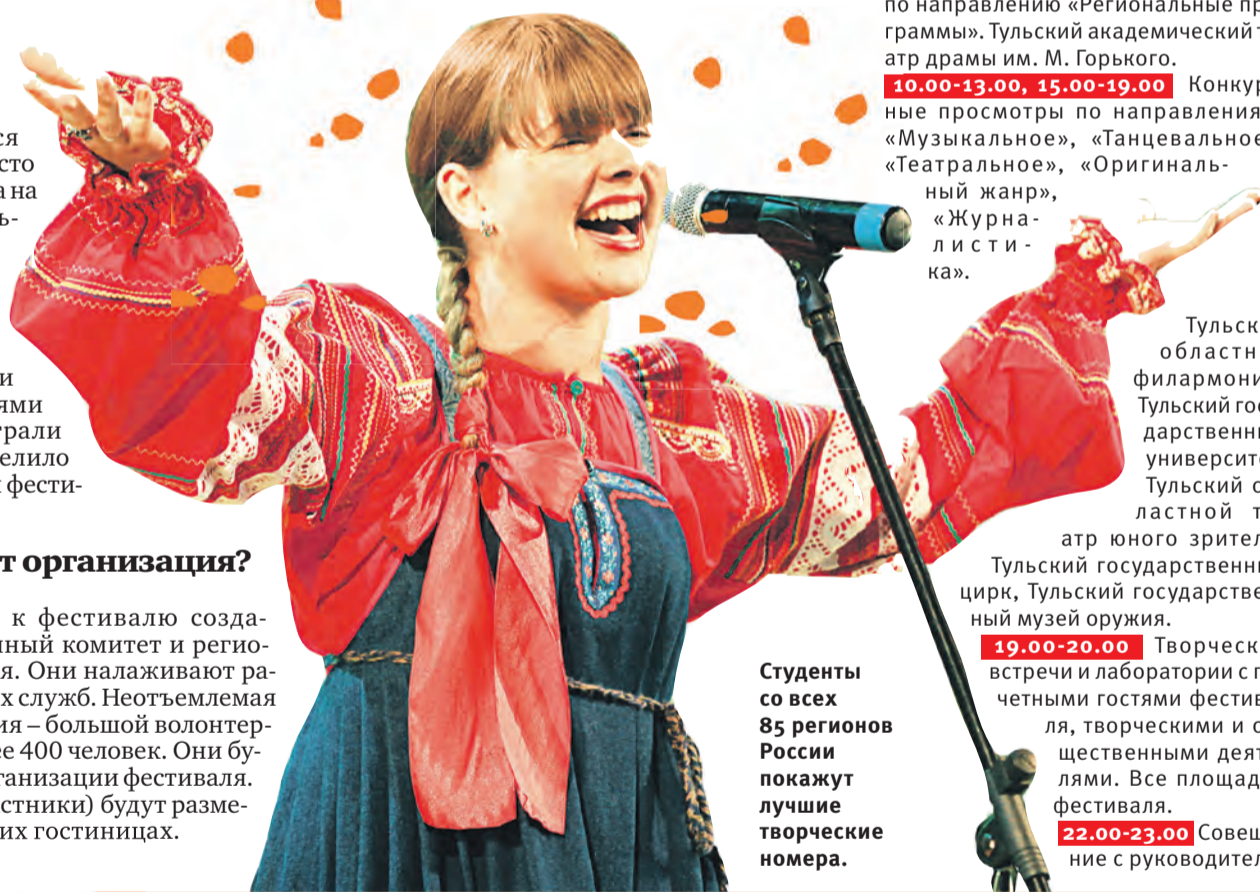 ся
сто
а на
ь-
и
ями
грали
елило
фести-
т организация?
к фестивалю созда-
нный комитет и регио-
я. Они налаживают ра-
х служб. Неотъемлемая
ия – большой волонтер-
ее 400 человек. Они бу-
ганизации фестиваля.
стники) будут разме-
их гостиницах.
Студенты
со всех
85 регионов
России
покажут
лучшие
творческие
номера.
по направлению «Региональные пр
граммы». Тульский академический т
атр драмы им. М. Горького.
10.00-13.00, 15.00-19.00 Конкур
ные просмотры по направления
«Музыкальное», «Танцевальное
«Театральное», «Оригиналь-
ный жанр»,
«Журна-
листи-
ка».
Тульск
областн
филармони
Тульский гос
дарственн
университе
Тульский о
ластной т
атр юного зрител
Тульский государственн
цирк, Тульский государстве
ный музей оружия.
19.00-20.00 Творческ
встречи и лаборатории с п
четными гостями фестив
ля, творческими и о
щественными деят
лями. Все площад
фестиваля.
22.00-23.00 Совещ
ние с руководител